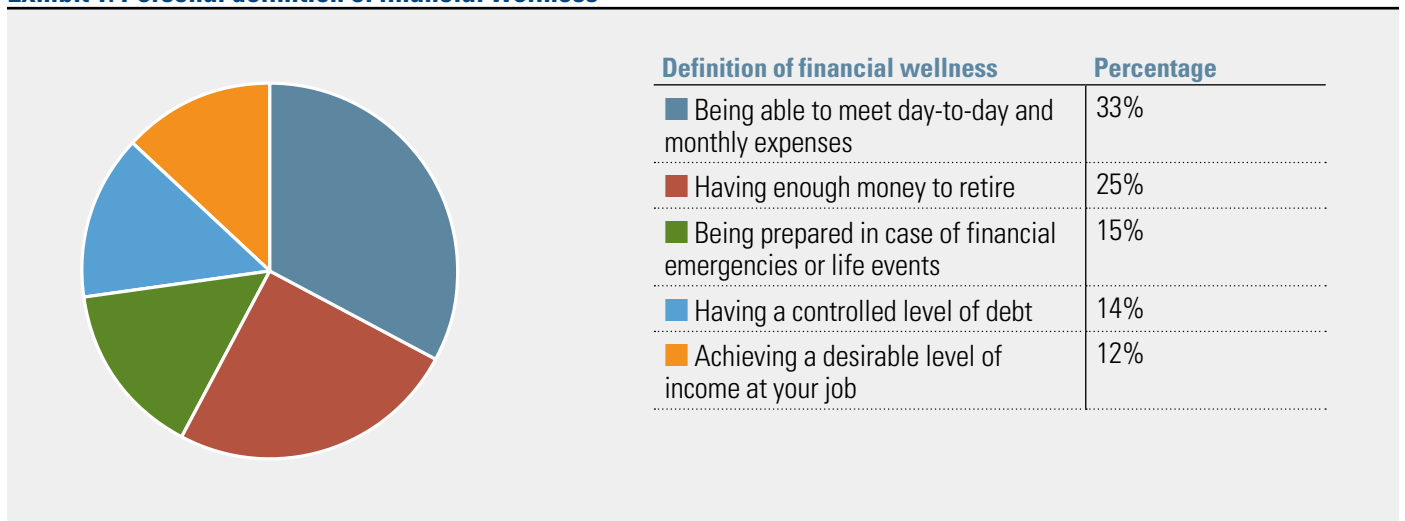 Definition of financial wellness Percentage
Being able to meet day-to-day and 33%
monthly expenses
Having enough money to retire 25%
Being prepared in case of financial 15%
emergencies or life events
Having a controlled level of debt 14%
Achieving a desirable level of 12%
income at your job